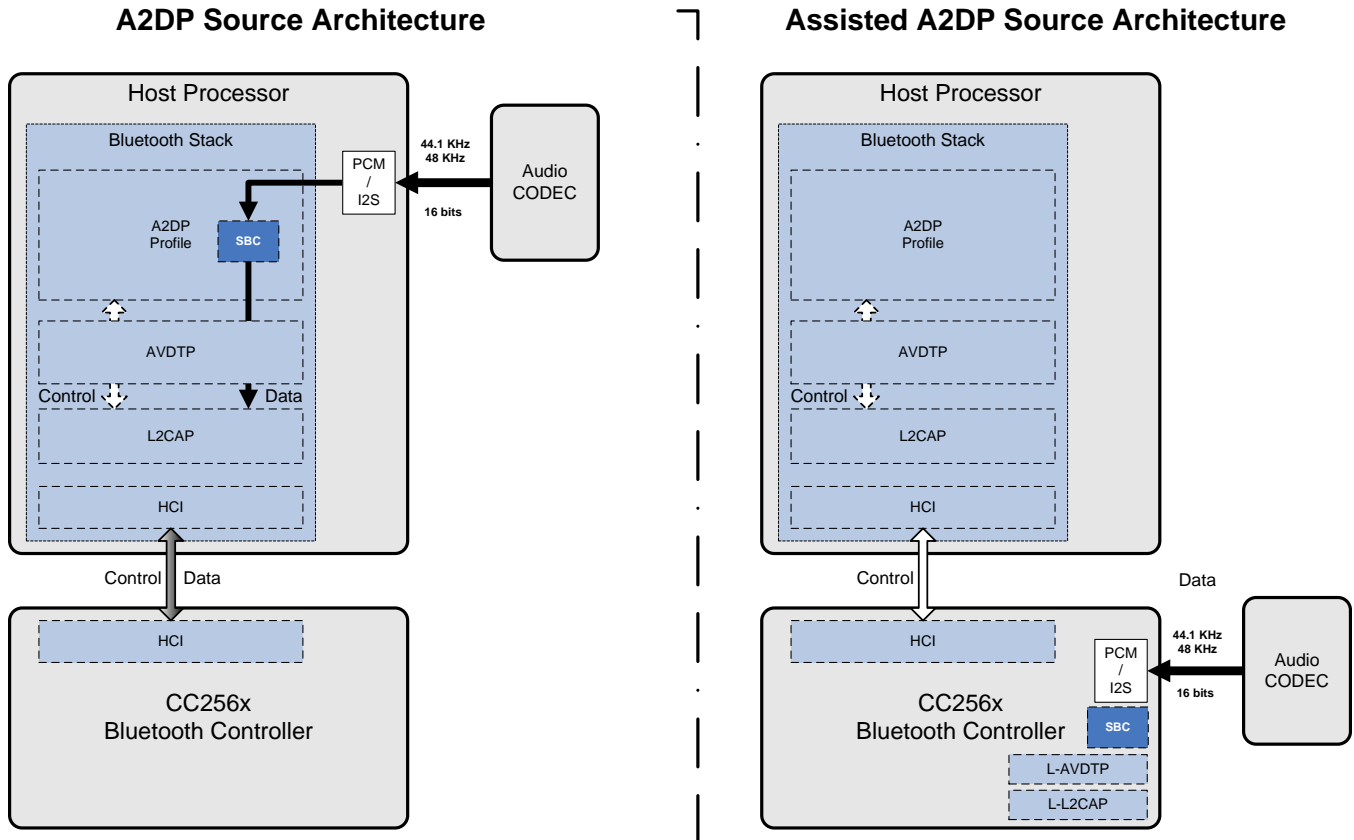 A2DP Source Architecture
Host Processor
Bluetooth Stack
A2DP
Profile
SBC
PCM
/
I2S
44.1 KHz
48 KHz
16 bits
Audio
CODEC
AVDTP
Control
Data
L2CAP
HCI
Control
Data
HCI
CC256x
Bluetooth Controller
Assisted A2DP Source Architecture
Host Processor
Bluetooth Stack
A2DP
Profile
AVDTP
Control
L2CAP
HCI
Control
Data
HCI
CC256x
Bluetooth Controller
PCM
/
I2S
44.1 KHz
48 KHz
16 bits
Audio
CODEC
SBC
L-AVDTP
L-L2CAP